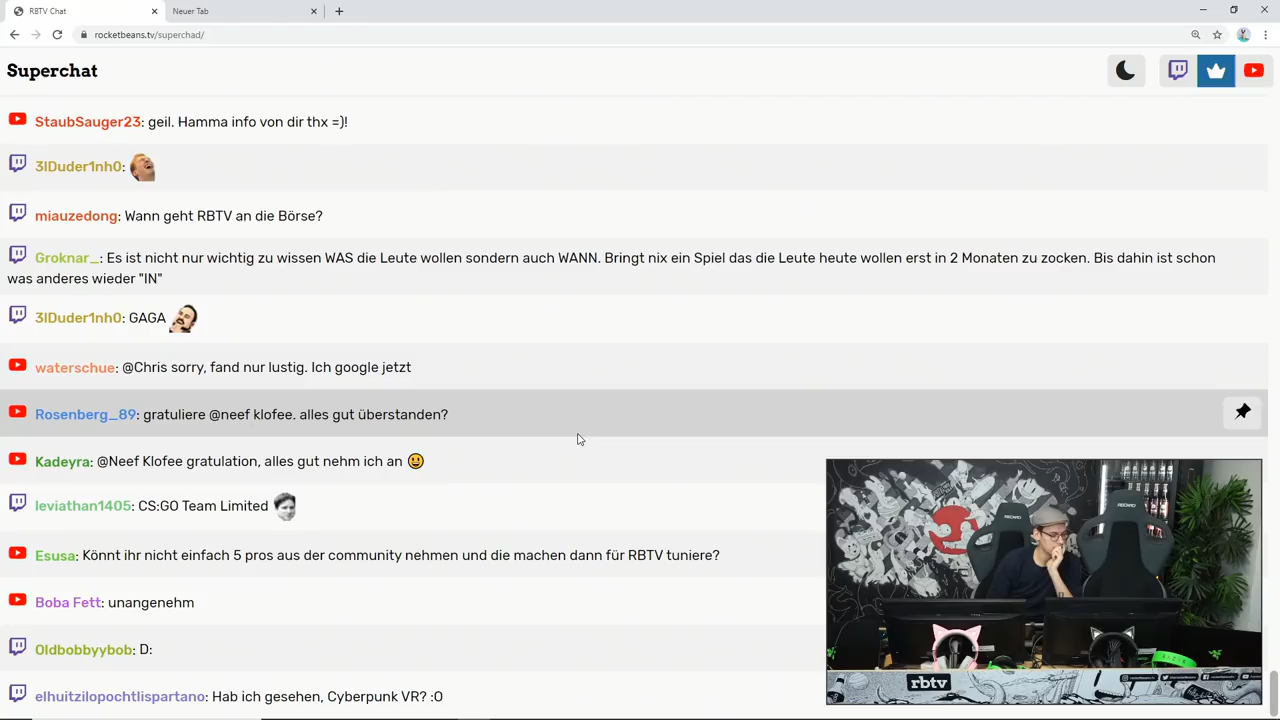 RBTV Chat
Neuer Tab
rocketbeans.tv/superchad/
Superchat
StaubSauger23: geil. Hamma info von dir thx =)!
3lDuder1nh0:
miauzedong: Wann geht RBTV an die Börse?
Groknar_: Es ist nicht nur wichtig zu wissen WAS die Leute wollen sondern auch WANN. Bringt nix ein Spiel das die Leute heute wollen erst in 2 Monaten zu zocken. Bis dahin ist schon
was anderes wieder "IN"
3lDuder1nh0: GAGA
waterschue: @Chris sorry, fand nur lustig. Ich google jetzt
Rosenberg_89: gratuliere @neef klofee. alles gut überstanden?
Kadeyra: @Neef Klofee gratulation, alles gut nehm ich an 😃
leviathan1405: CS:GO Team Limited
Esusa: Könnt ihr nicht einfach 5 pros aus der community nehmen und die machen dann für RBTV tuniere?
Boba Fett: unangenehm
Oldbobbyybob: D:
elhuitzilopochtlispartano: Hab ich gesehen, Cyberpunk VR? :O
RECARO
RECARO
rbtv